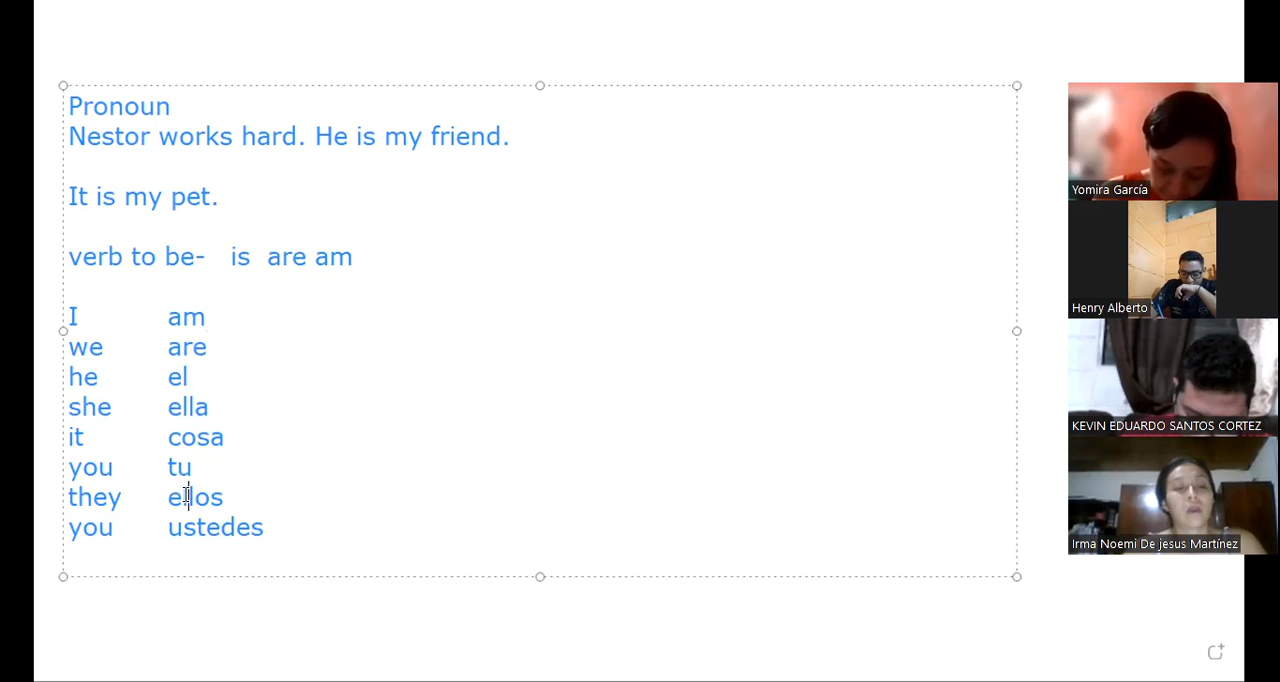 Pronoun
Nestor works hard. He is my friend.
It is my pet.
verb to be- is are am
I am
we are
he el
she ella
it cosa
you tu
they ellos
you ustedes
Yomira García
Henry Alberto
KEVIN EDUARDO SANTOS CORTEZ
Irma Noemi De jesus Martínez